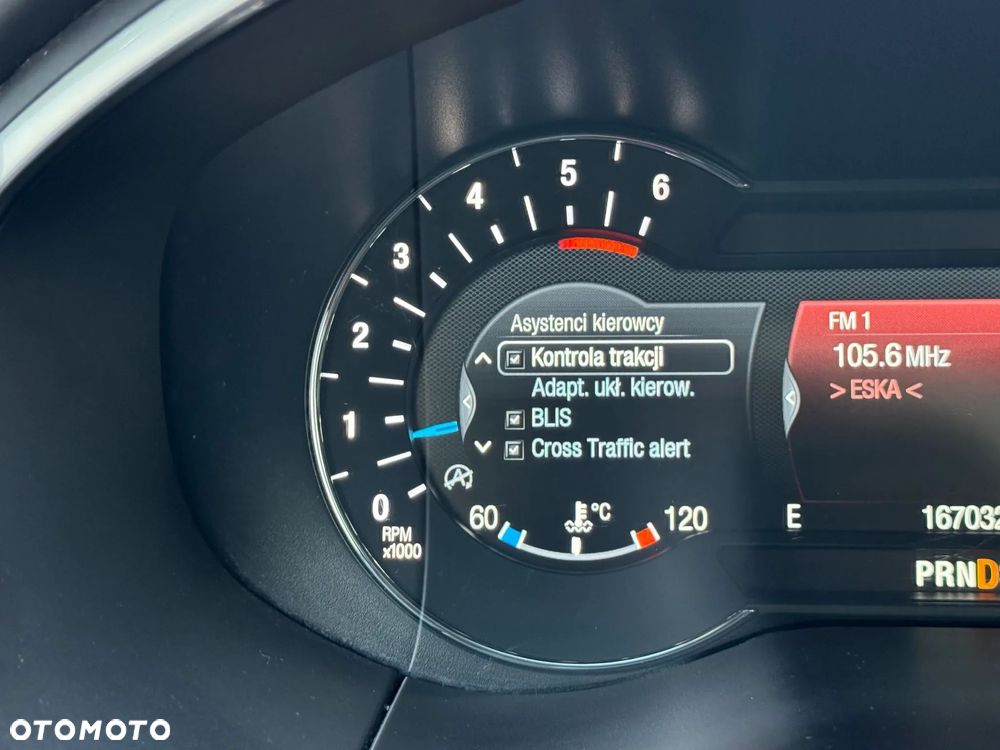 6
5
4
3
2
1
0
RPM
x1000
Asystenci kierowcy
Kontrola trakcji
Adapt. ukł. kierow.
BLIS
Cross Traffic alert
A
60
°C
120
FM 1
105.6 MHz
> ESKA <
E
167032
PRND
OTOMOTO